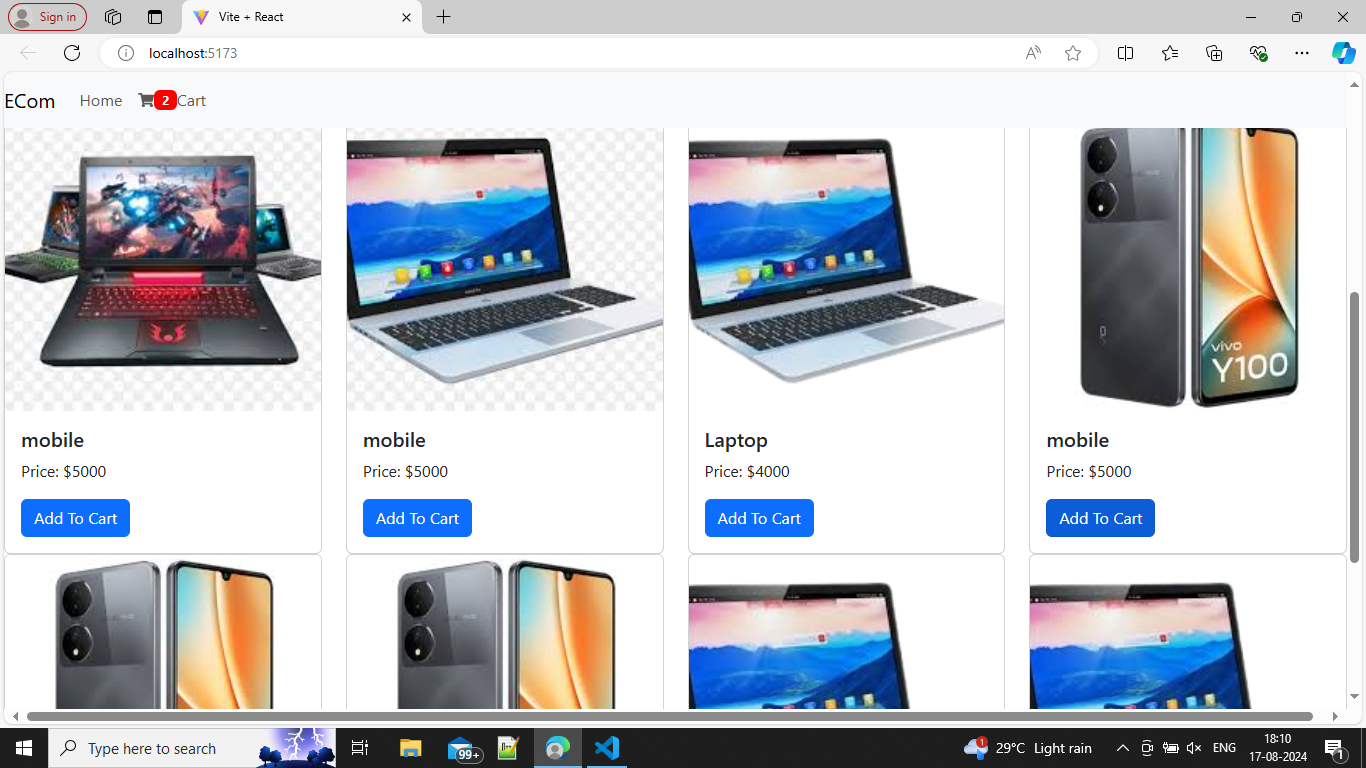 Sign in
Vite + React
localhost:5173
ECom Home 2 Cart
vivo
Y100
mobile
Price: $5000
Add To Cart
mobile
Price: $5000
Add To Cart
Laptop
Price: $4000
Add To Cart
mobile
Price: $5000
Add To Cart
Type here to search
99+
1
29°C Light rain
ENG
18:10
17-08-2024
1